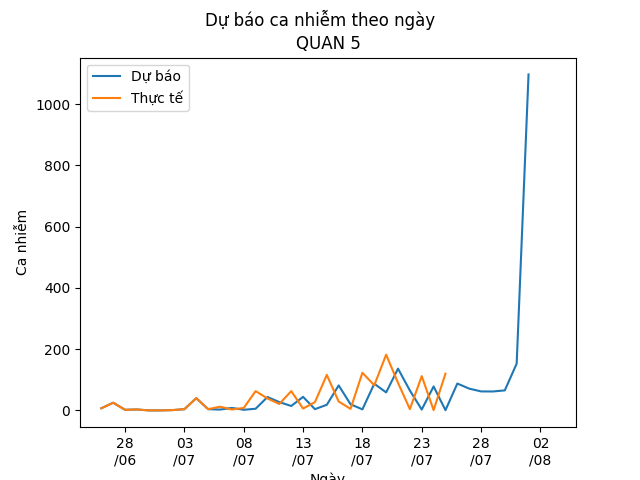 Dự báo ca nhiễm theo ngày
QUAN 5
Dự báo
Thực tế
1000
800
600
400
200
0
Ca nhiễm
28 03 08 13 18 23 28 02
/06 /07 /07 /07 /07 /07 /07 /08
Ngày